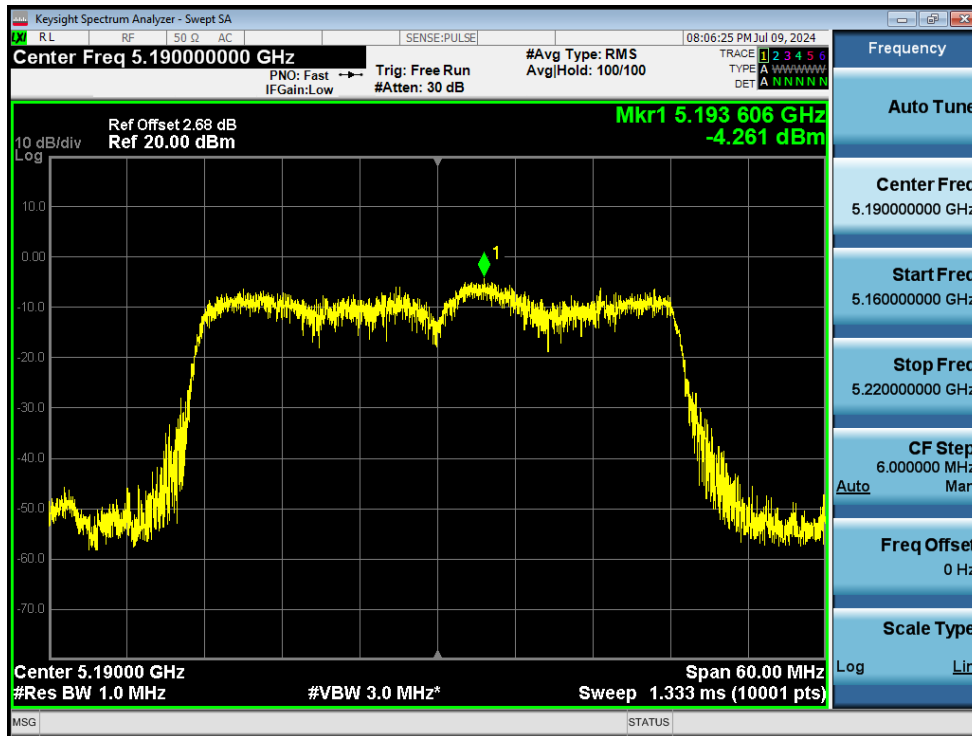 Keysight Spectrum Analyzer - Swept SA
LXI RL RF 50 Ω AC SENSE:PULSE 08:06:25 PM Jul 09, 2024
Center Freq 5.190000000 GHz
PNO: Fast
IFGain:Low
Trig: Free Run
#Atten: 30 dB
#Avg Type: RMS
Avg|Hold: 100/100
TRACE 1 2 3 4 5 6
TYPE A WWWWW
DET A N N N N N
Mkr1 5.193 606 GHz
-4.261 dBm
Ref Offset 2.68 dB
10 dB/div Ref 20.00 dBm
Log
10.0
0.00
-10.0
-20.0
-30.0
-40.0
-50.0
-60.0
-70.0
1
Center 5.19000 GHz Span 60.00 MHz
#Res BW 1.0 MHz #VBW 3.0 MHz* Sweep 1.333 ms (10001 pts)
MSG STATUS
Frequency
Auto Tune
Center Freq
5.190000000 GHz
Start Freq
5.160000000 GHz
Stop Freq
5.220000000 GHz
CF Step
6.000000 MHz
Auto Man
Freq Offset
0 Hz
Scale Type
Log Lin